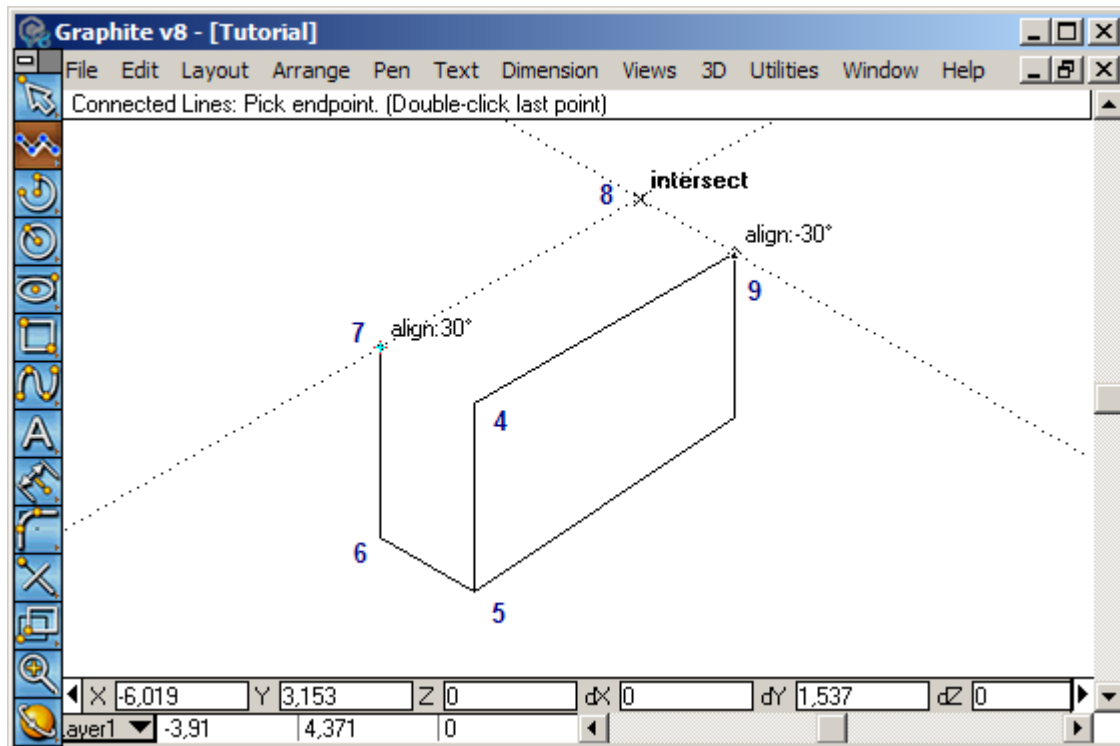 Graphite v8 - [Tutorial]
File Edit Layout Arrange Pen Text Dimension Views 3D Utilities Window Help
Connected Lines: Pick endpoint. (Double-click last point)
8 intersect
align:-30°
9
7 align:30°
4
6
5
X -6,019 Y 3,153 Z 0 dX 0 dY 1,537 dZ 0
ayer1 -3,91 4,371 0